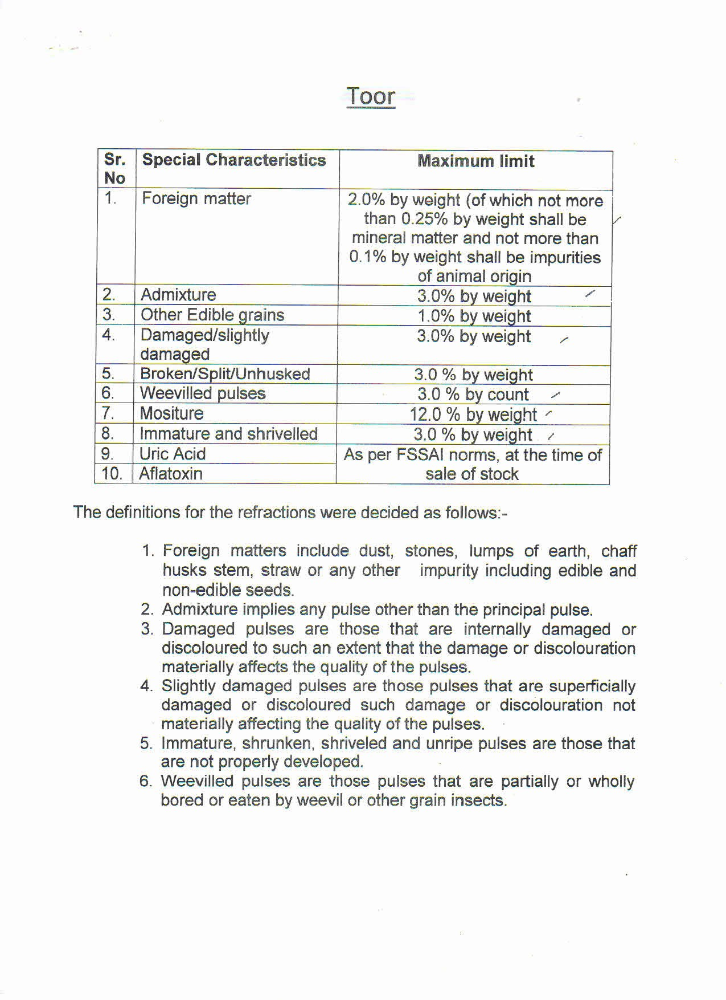 Toor
Sr. Special Characteristics Maximum limit
No
1. Foreign matter 2.0% by weight (of which not more
than 0.25% by weight shall be
mineral matter and not more than
0.1% by weight shall be impurities
of animal origin
2. Admixture 3.0% by weight
3. Other Edible grains 1.0% by weight
4. Damaged/slightly 3.0% by weight
damaged
5. Broken/Split/Unhusked 3.0 % by weight
6. Weevilled pulses 3.0 % by count
7. Mositure 12.0 % by weight
8. Immature and shrivelled 3.0 % by weight
9. Uric Acid As per FSSAI norms, at the time of
10. Aflatoxin sale of stock
The definitions for the refractions were decided as follows:-
1. Foreign matters include dust, stones, lumps of earth, chaff
husks stem, straw or any other impurity including edible and
non-edible seeds.
2. Admixture implies any pulse other than the principal pulse.
3. Damaged pulses are those that are internally damaged or
discoloured to such an extent that the damage or discolouration
materially affects the quality of the pulses.
4. Slightly damaged pulses are those pulses that are superficially
damaged or discoloured such damage or discolouration not
materially affecting the quality of the pulses.
5. Immature, shrunken, shriveled and unripe pulses are those that
are not properly developed.
6. Weevilled pulses are those pulses that are partially or wholly
bored or eaten by weevil or other grain insects.